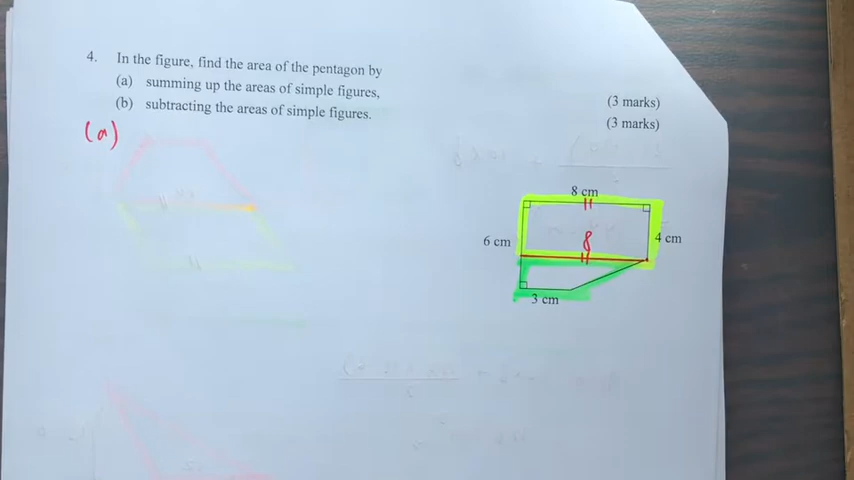 4. In the figure, find the area of the pentagon by
(a) summing up the areas of simple figures, (3 marks)
(b) subtracting the areas of simple figures. (3 marks)
(a)
8 cm
6 cm
8
4 cm
3 cm